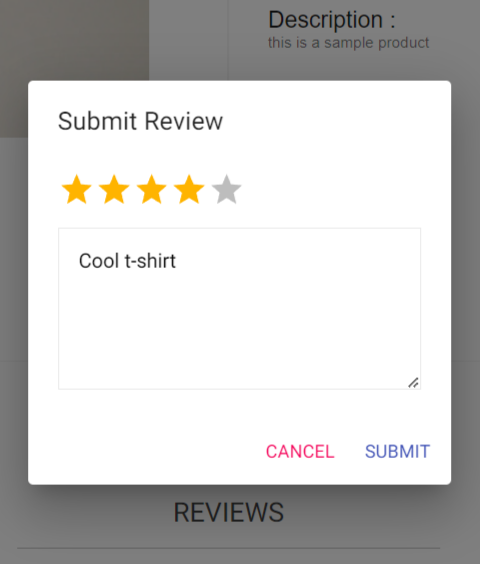 Description :
this is a sample product
Submit Review
Cool t-shirt
CANCEL SUBMIT
REVIEWS